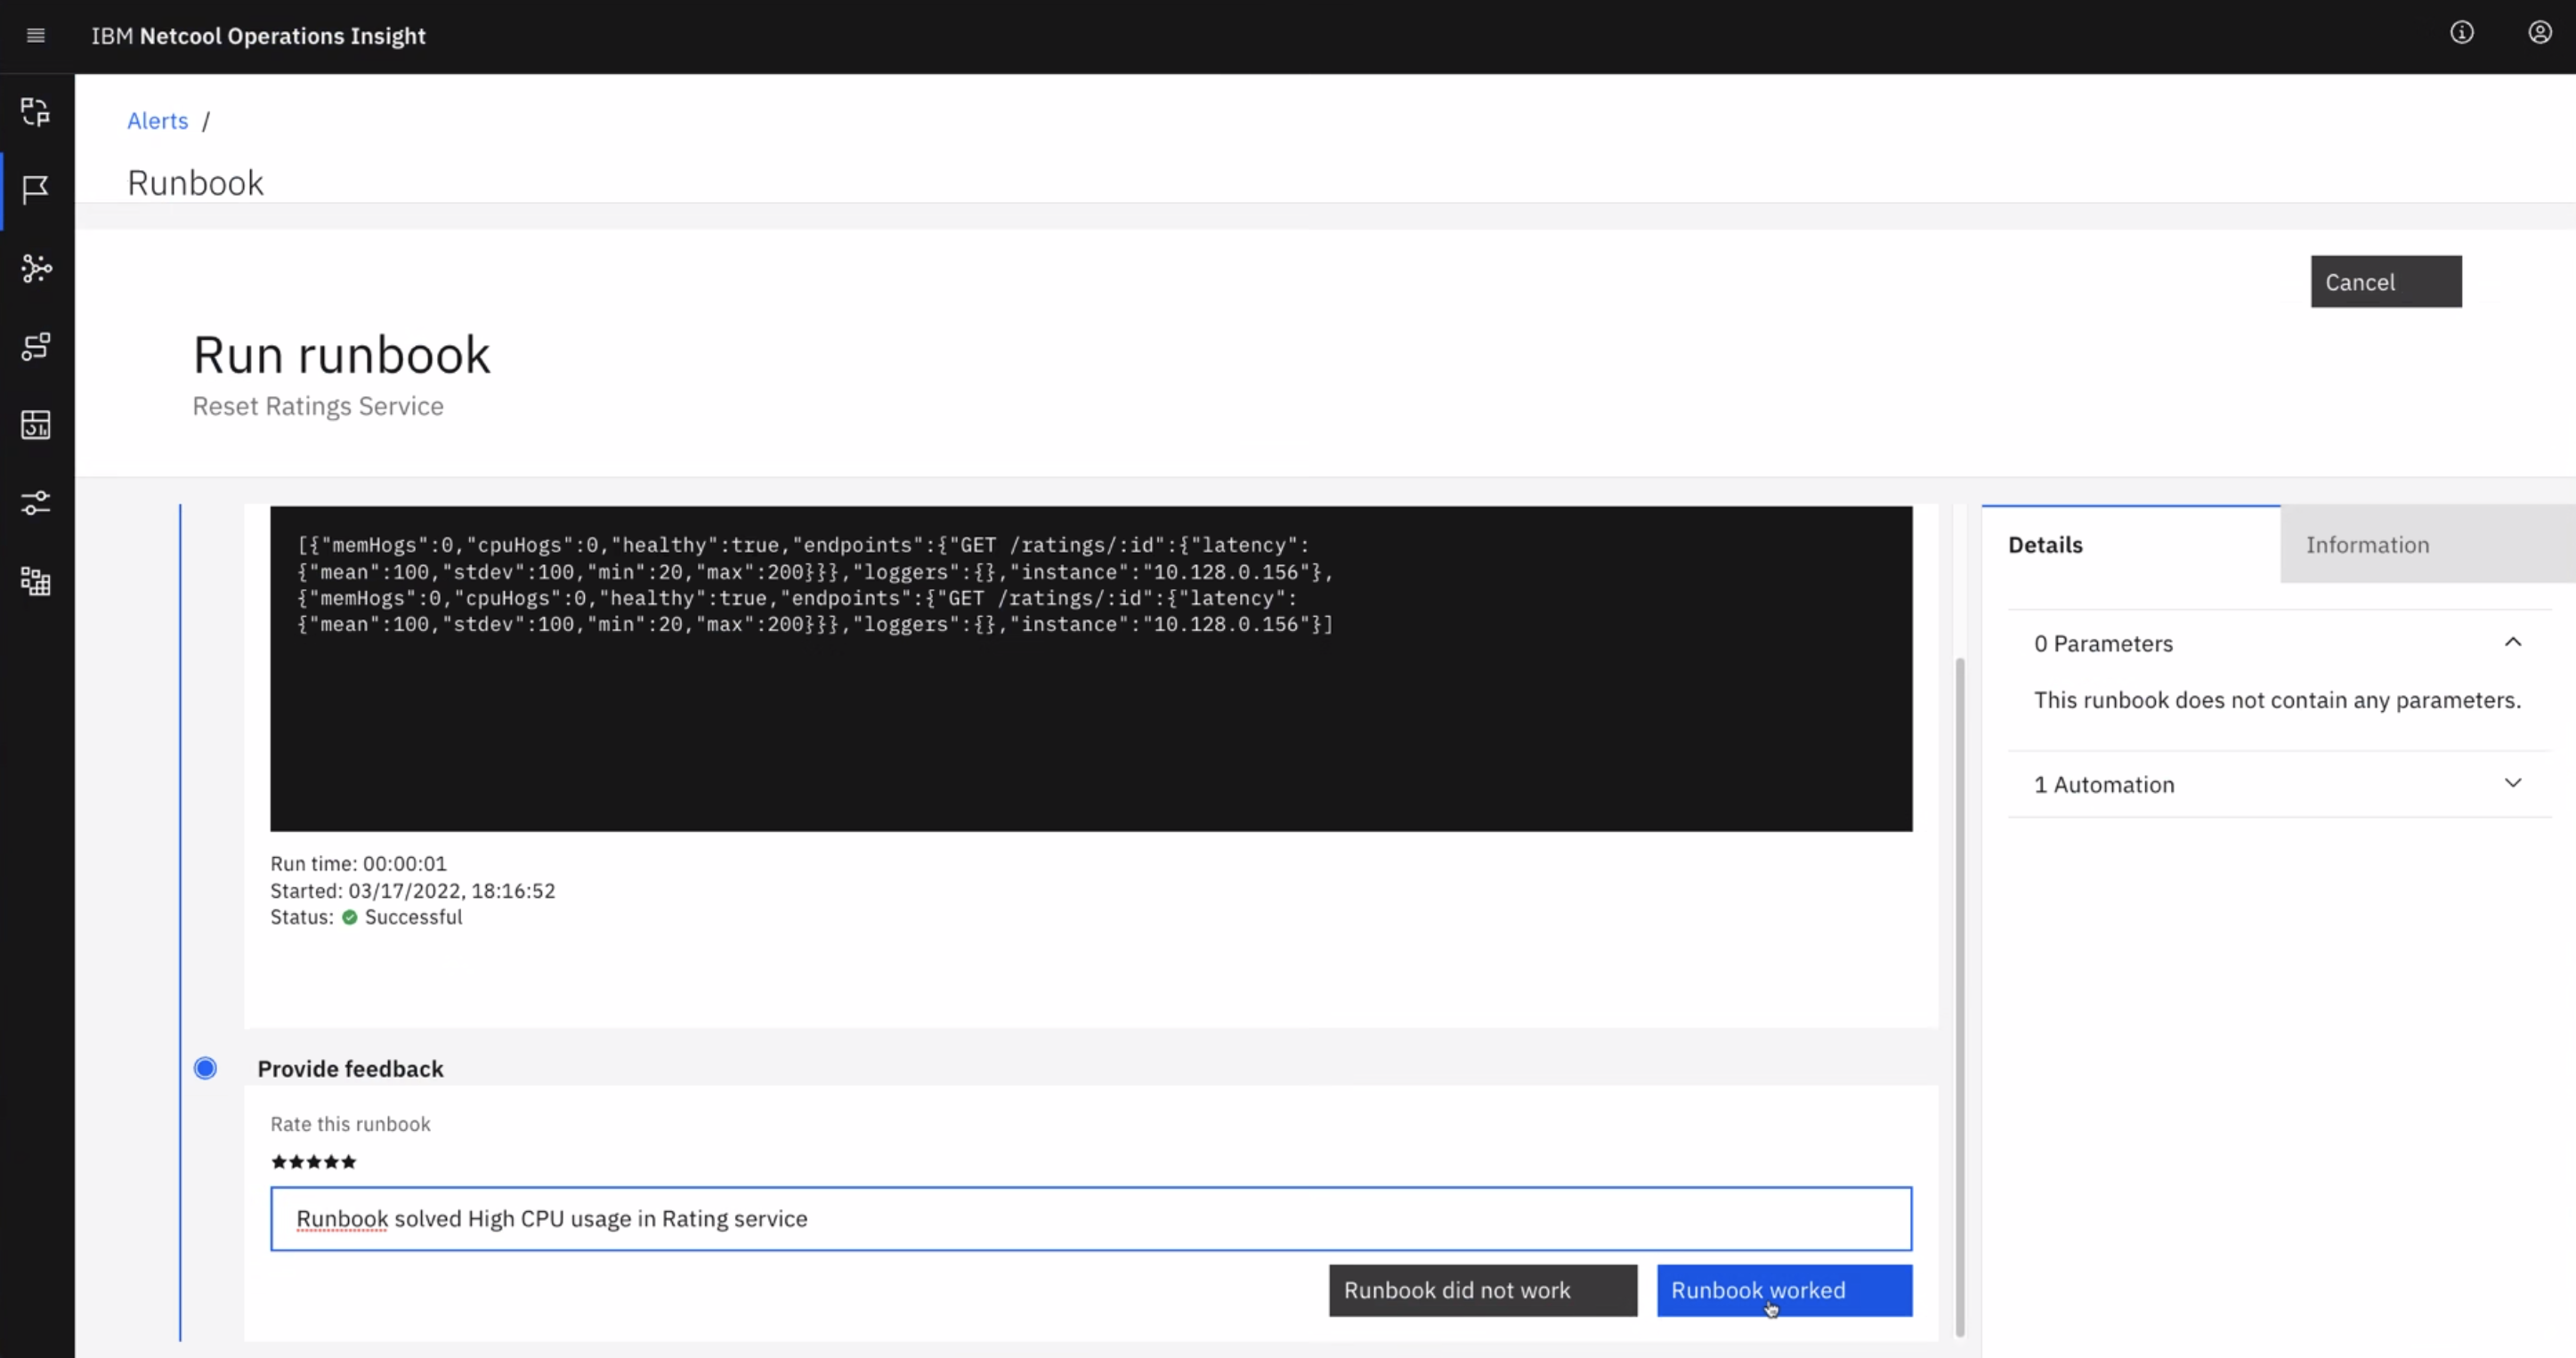 IBM Netcool Operations Insight
Alerts /
Runbook
Cancel
Run runbook
Reset Ratings Service
[{"memHogs":0,"cpuHogs":0,"healthy":true,"endpoints":{"GET /ratings/:id":{"latency":
{"mean":100,"stdev":100,"min":20,"max":200}}},"loggers":{},"instance":"10.128.0.156"},
{"memHogs":0,"cpuHogs":0,"healthy":true,"endpoints":{"GET /ratings/:id":{"latency":
{"mean":100,"stdev":100,"min":20,"max":200}}},"loggers":{},"instance":"10.128.0.156"}]
Run time: 00:00:01
Started: 03/17/2022, 18:16:52
Status: Successful
Provide feedback
Rate this runbook
★★★★★
Runbook solved High CPU usage in Rating service
Runbook did not work
Runbook worked
Details
Information
0 Parameters
This runbook does not contain any parameters.
1 Automation